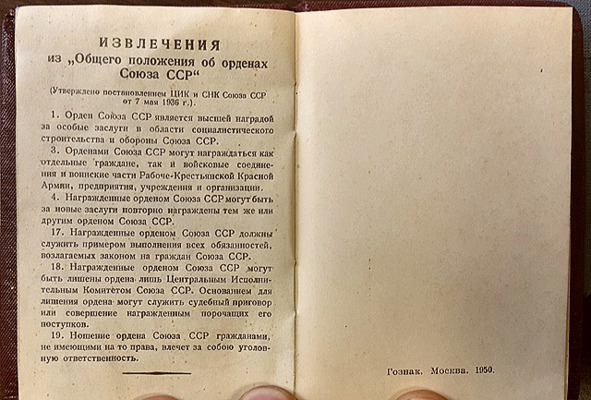 ИЗВЛЕЧЕНИЯ
из „Общего положения об орденах
Союза ССР“
(Утверждено постановлением ЦИК и СНК Союза ССР
от 7 мая 1936 г.).
1. Орден Союза ССР является высшей наградой
за особые заслуги в области социалистического
строительства и обороны Союза ССР.
3. Орденами Союза ССР могут награждаться как
отдельные граждане, так и войсковые соедине-
ния и воинские части Рабоче-Крестьянской Красной
Армии, предприятия, учреждения и организации.
4. Награжденные орденом Союза ССР могут быть
за новые заслуги повторно награждены тем же или
другим орденом Союза ССР.
17. Награжденные орденом Союза ССР должны
служить примером выполнения всех обязанностей,
возлагаемых законом на граждан Союза ССР.
18. Награжденные орденом Союза ССР могут
быть лишены ордена лишь Центральным Исполни-
тельным Комитетом Союза ССР. Основанием для
лишения ордена могут служить судебный приговор
или совершение награжденным порочащих его
поступков.
19. Ношение ордена Союза ССР гражданами,
не имеющими на то права, влечет за собою уголов-
ную ответственность.
Гознак. Москва. 1950.